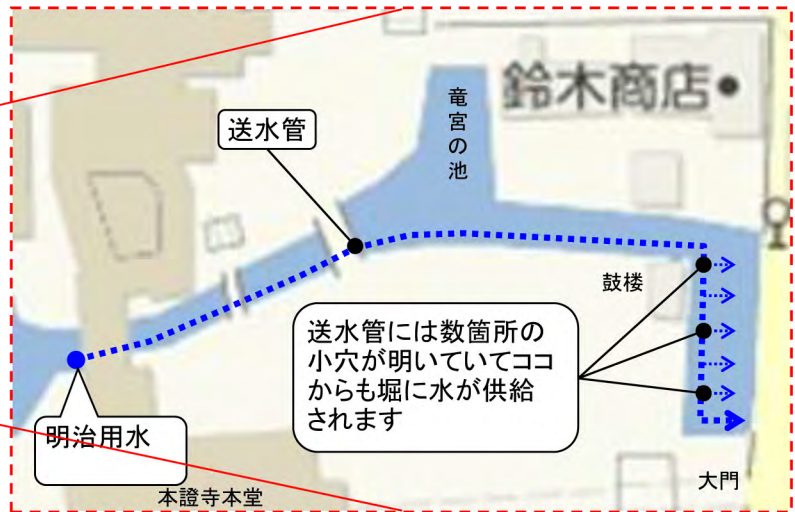 鈴木商店
竜宮の池
送水管
鼓楼
送水管には数箇所の
小穴が明いていてココ
からも堀に水が供給
されます
明治用水
本證寺本堂
大門